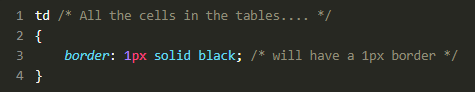 1 td /* All the cells in the tables.... */
2 {
3     border: 1px solid black; /* will have a 1px border */
4 }